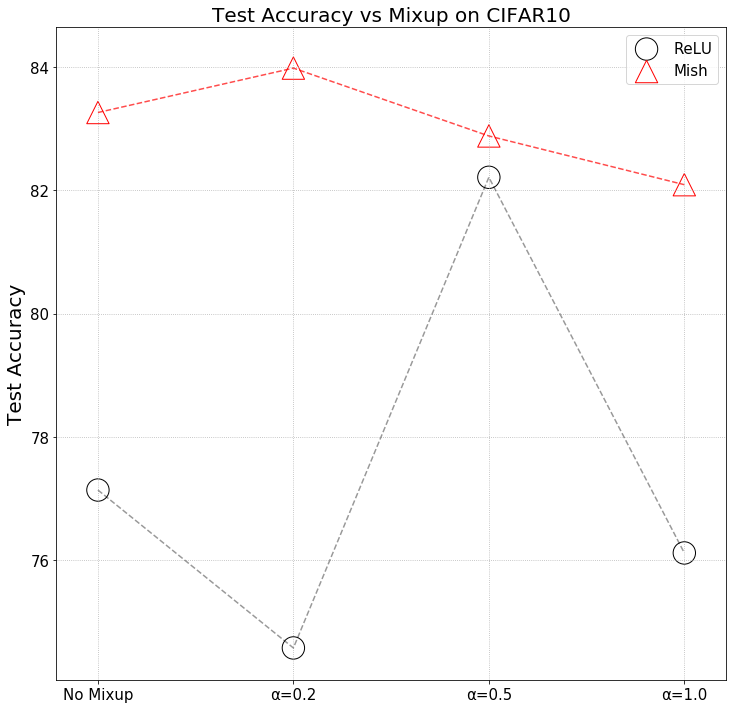 Test Accuracy vs Mixup on CIFAR10
ReLU
Mish
84
82
80
78
76
Test Accuracy
No Mixup
α=0.2
α=0.5
α=1.0